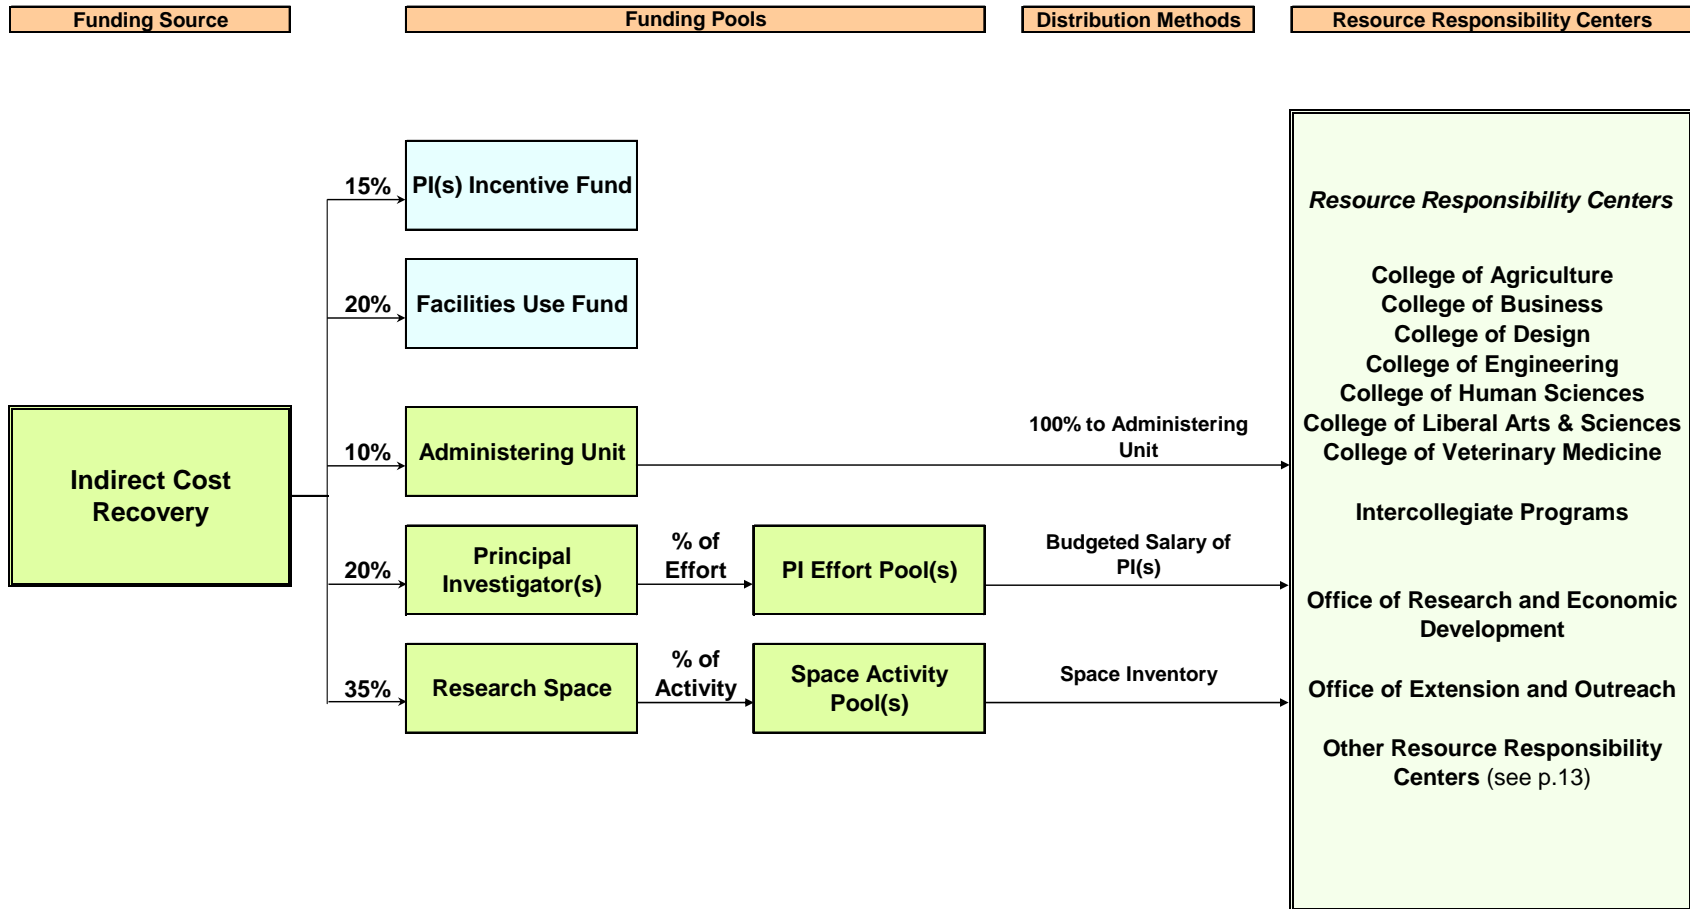 Funding Source
Funding Pools
Distribution Methods
Resource Responsibility Centers
15%
PI(s) Incentive Fund
20%
Facilities Use Fund
Indirect Cost
Recovery
10%
Administering Unit
100% to Administering
Unit
20%
Principal
Investigator(s)
% of
Effort
PI Effort Pool(s)
Budgeted Salary of
PI(s)
35%
Research Space
% of
Activity
Space Activity
Pool(s)
Space Inventory
Resource Responsibility Centers
College of Agriculture
College of Business
College of Design
College of Engineering
College of Human Sciences
College of Liberal Arts & Sciences
College of Veterinary Medicine
Intercollegiate Programs
Office of Research and Economic
Development
Office of Extension and Outreach
Other Resource Responsibility
Centers (see p.13)